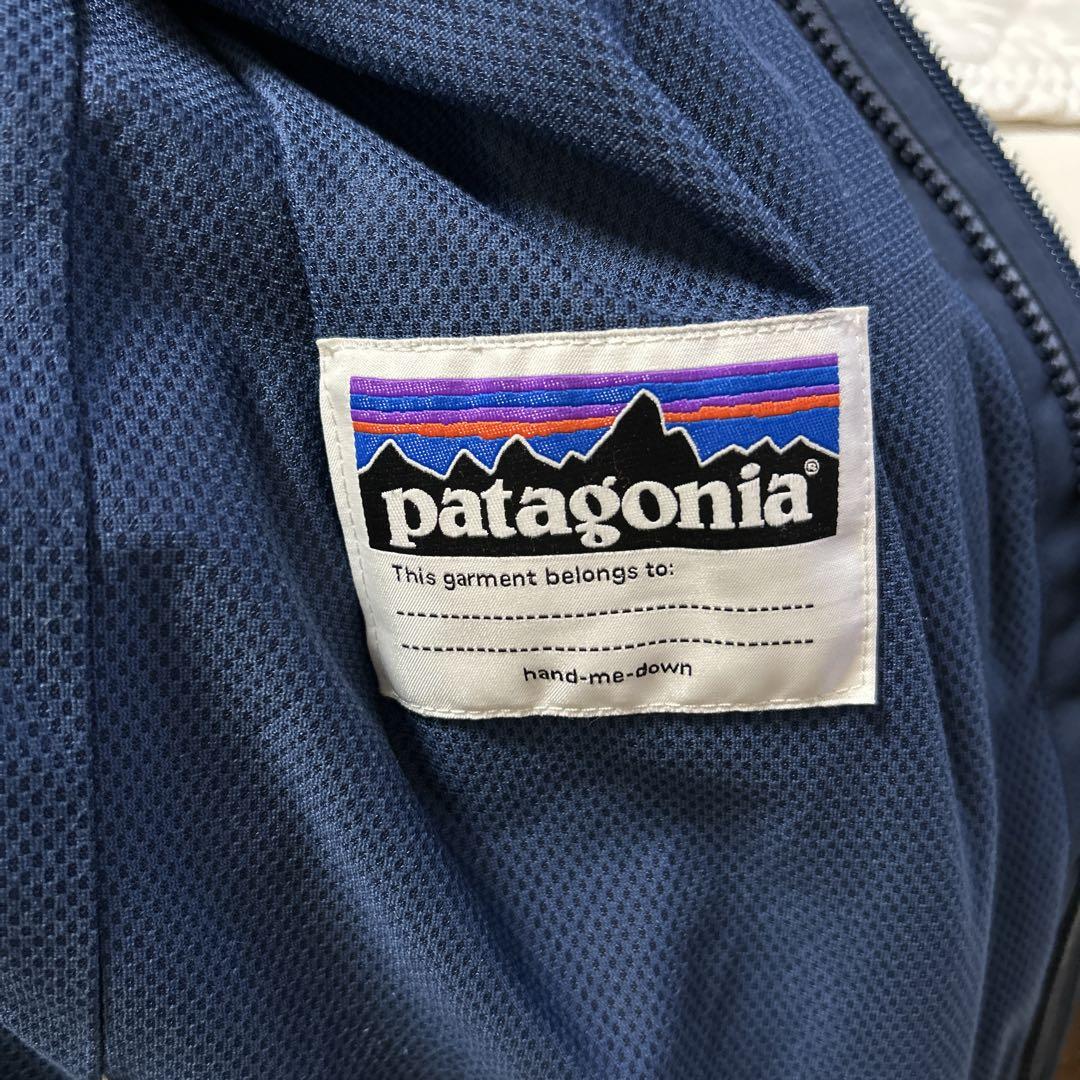 patagonia®
This garment belongs to:
hand-me-down